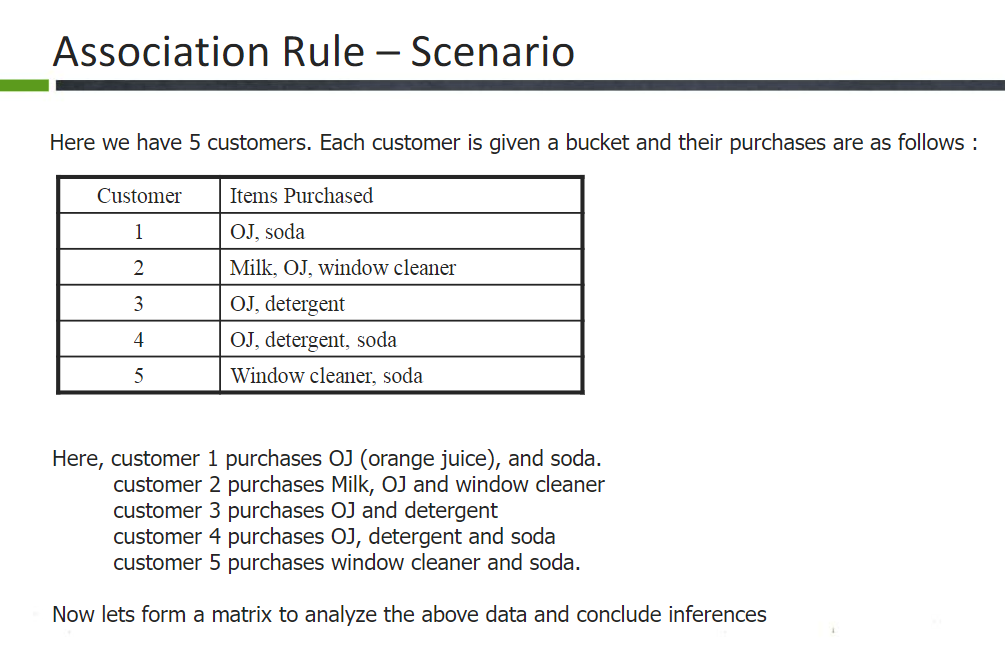 Association Rule – Scenario
Here we have 5 customers. Each customer is given a bucket and their purchases are as follows :
Customer Items Purchased
1 OJ, soda
2 Milk, OJ, window cleaner
3 OJ, detergent
4 OJ, detergent, soda
5 Window cleaner, soda
Here, customer 1 purchases OJ (orange juice), and soda.
customer 2 purchases Milk, OJ and window cleaner
customer 3 purchases OJ and detergent
customer 4 purchases OJ, detergent and soda
customer 5 purchases window cleaner and soda.
Now lets form a matrix to analyze the above data and conclude inferences